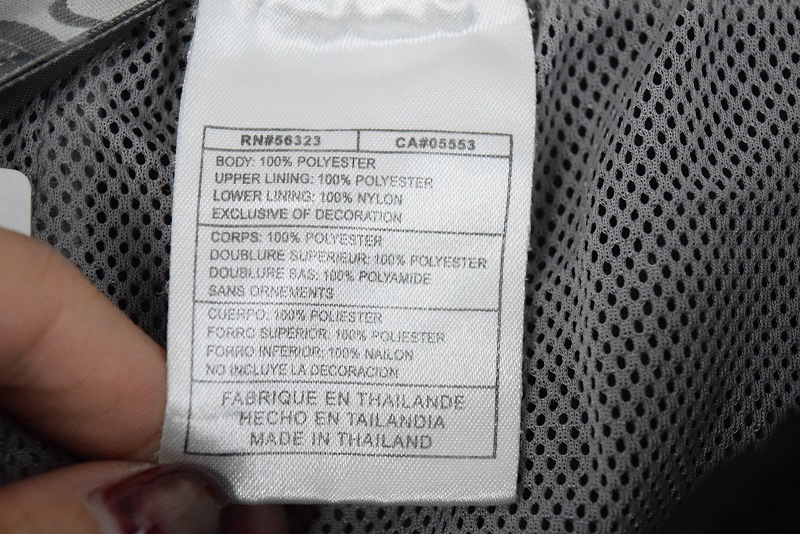 RN#56323 CA#05553
BODY: 100% POLYESTER
UPPER LINING: 100% POLYESTER
LOWER LINING: 100% NYLON
EXCLUSIVE OF DECORATION
CORPS: 100% POLYESTER
DOUBLURE SUPERIEUR: 100% POLYESTER
DOUBLURE BAS: 100% POLYAMIDE
SANS ORNEMENTS
CUERPO: 100% POLIESTER
FORRO SUPERIOR: 100% POLIESTER
FORRO INFERIOR: 100% NAILON
NO INCLUYE LA DECORACION
FABRIQUE EN THAILANDE
HECHO EN TAILANDIA
MADE IN THAILAND